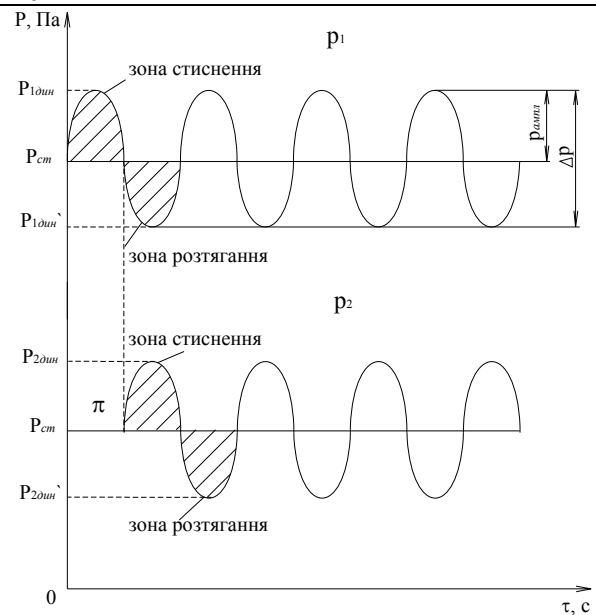 P, Па
p₁
зона стиснення
P₁дин
Pст
P₁дин`
pампл
Δp
зона розтягання
p₂
зона стиснення
P₂дин
π
Pст
P₂дин`
зона розтягання
0
τ, с